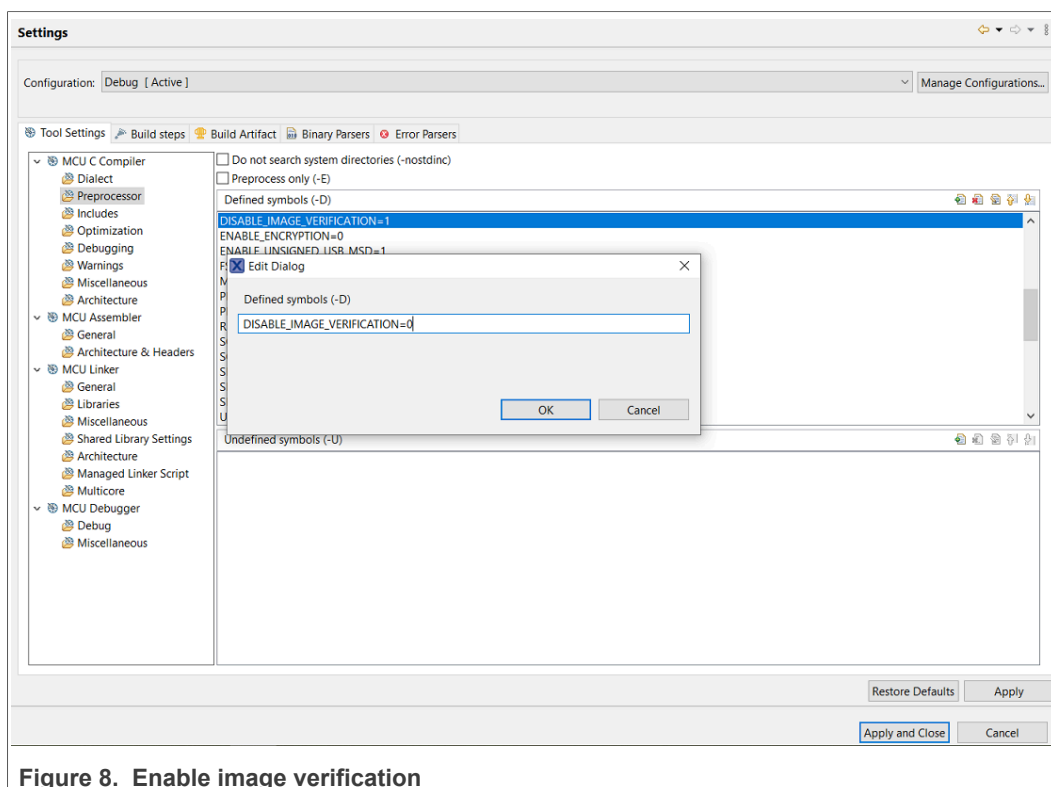 Settings
Configuration: Debug [ Active ] Manage Configurations...
Tool Settings Build steps Build Artifact Binary Parsers Error Parsers
MCU C Compiler
Dialect
Preprocessor
Includes
Optimization
Debugging
Warnings
Miscellaneous
Architecture
MCU Assembler
General
Architecture & Headers
MCU Linker
General
Libraries
Miscellaneous
Shared Library Settings
Architecture
Managed Linker Script
Multicore
MCU Debugger
Debug
Miscellaneous
Do not search system directories (-nostdinc)
Preprocess only (-E)
Defined symbols (-D)
DISABLE_IMAGE_VERIFICATION=1
ENABLE_ENCRYPTION=0
ENABLE_UNSIGNED_USB_MSD=1
Edit Dialog
Defined symbols (-D)
DISABLE_IMAGE_VERIFICATION=0
OK Cancel
Undefined symbols (-U)
Restore Defaults Apply
Apply and Close Cancel
Figure 8. Enable image verification